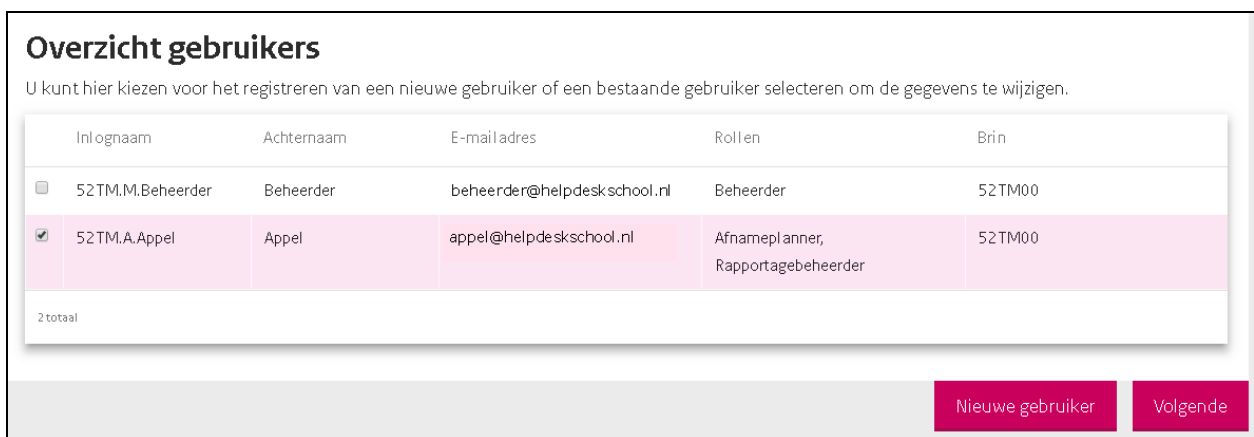 Overzicht gebruikers
U kunt hier kiezen voor het registreren van een nieuwe gebruiker of een bestaande gebruiker selecteren om de gegevens te wijzigen.
Inlognaam Achternaam E-mailadres Rollen Brin
52TM.M.Beheerder Beheerder beheerder@helpdeskschool.nl Beheerder 52TM00
52TM.A.Appel Appel appel@helpdeskschool.nl Afnameplanner, 52TM00
Rapportagebeheerder
2 totaal
Nieuwe gebruiker Volgende